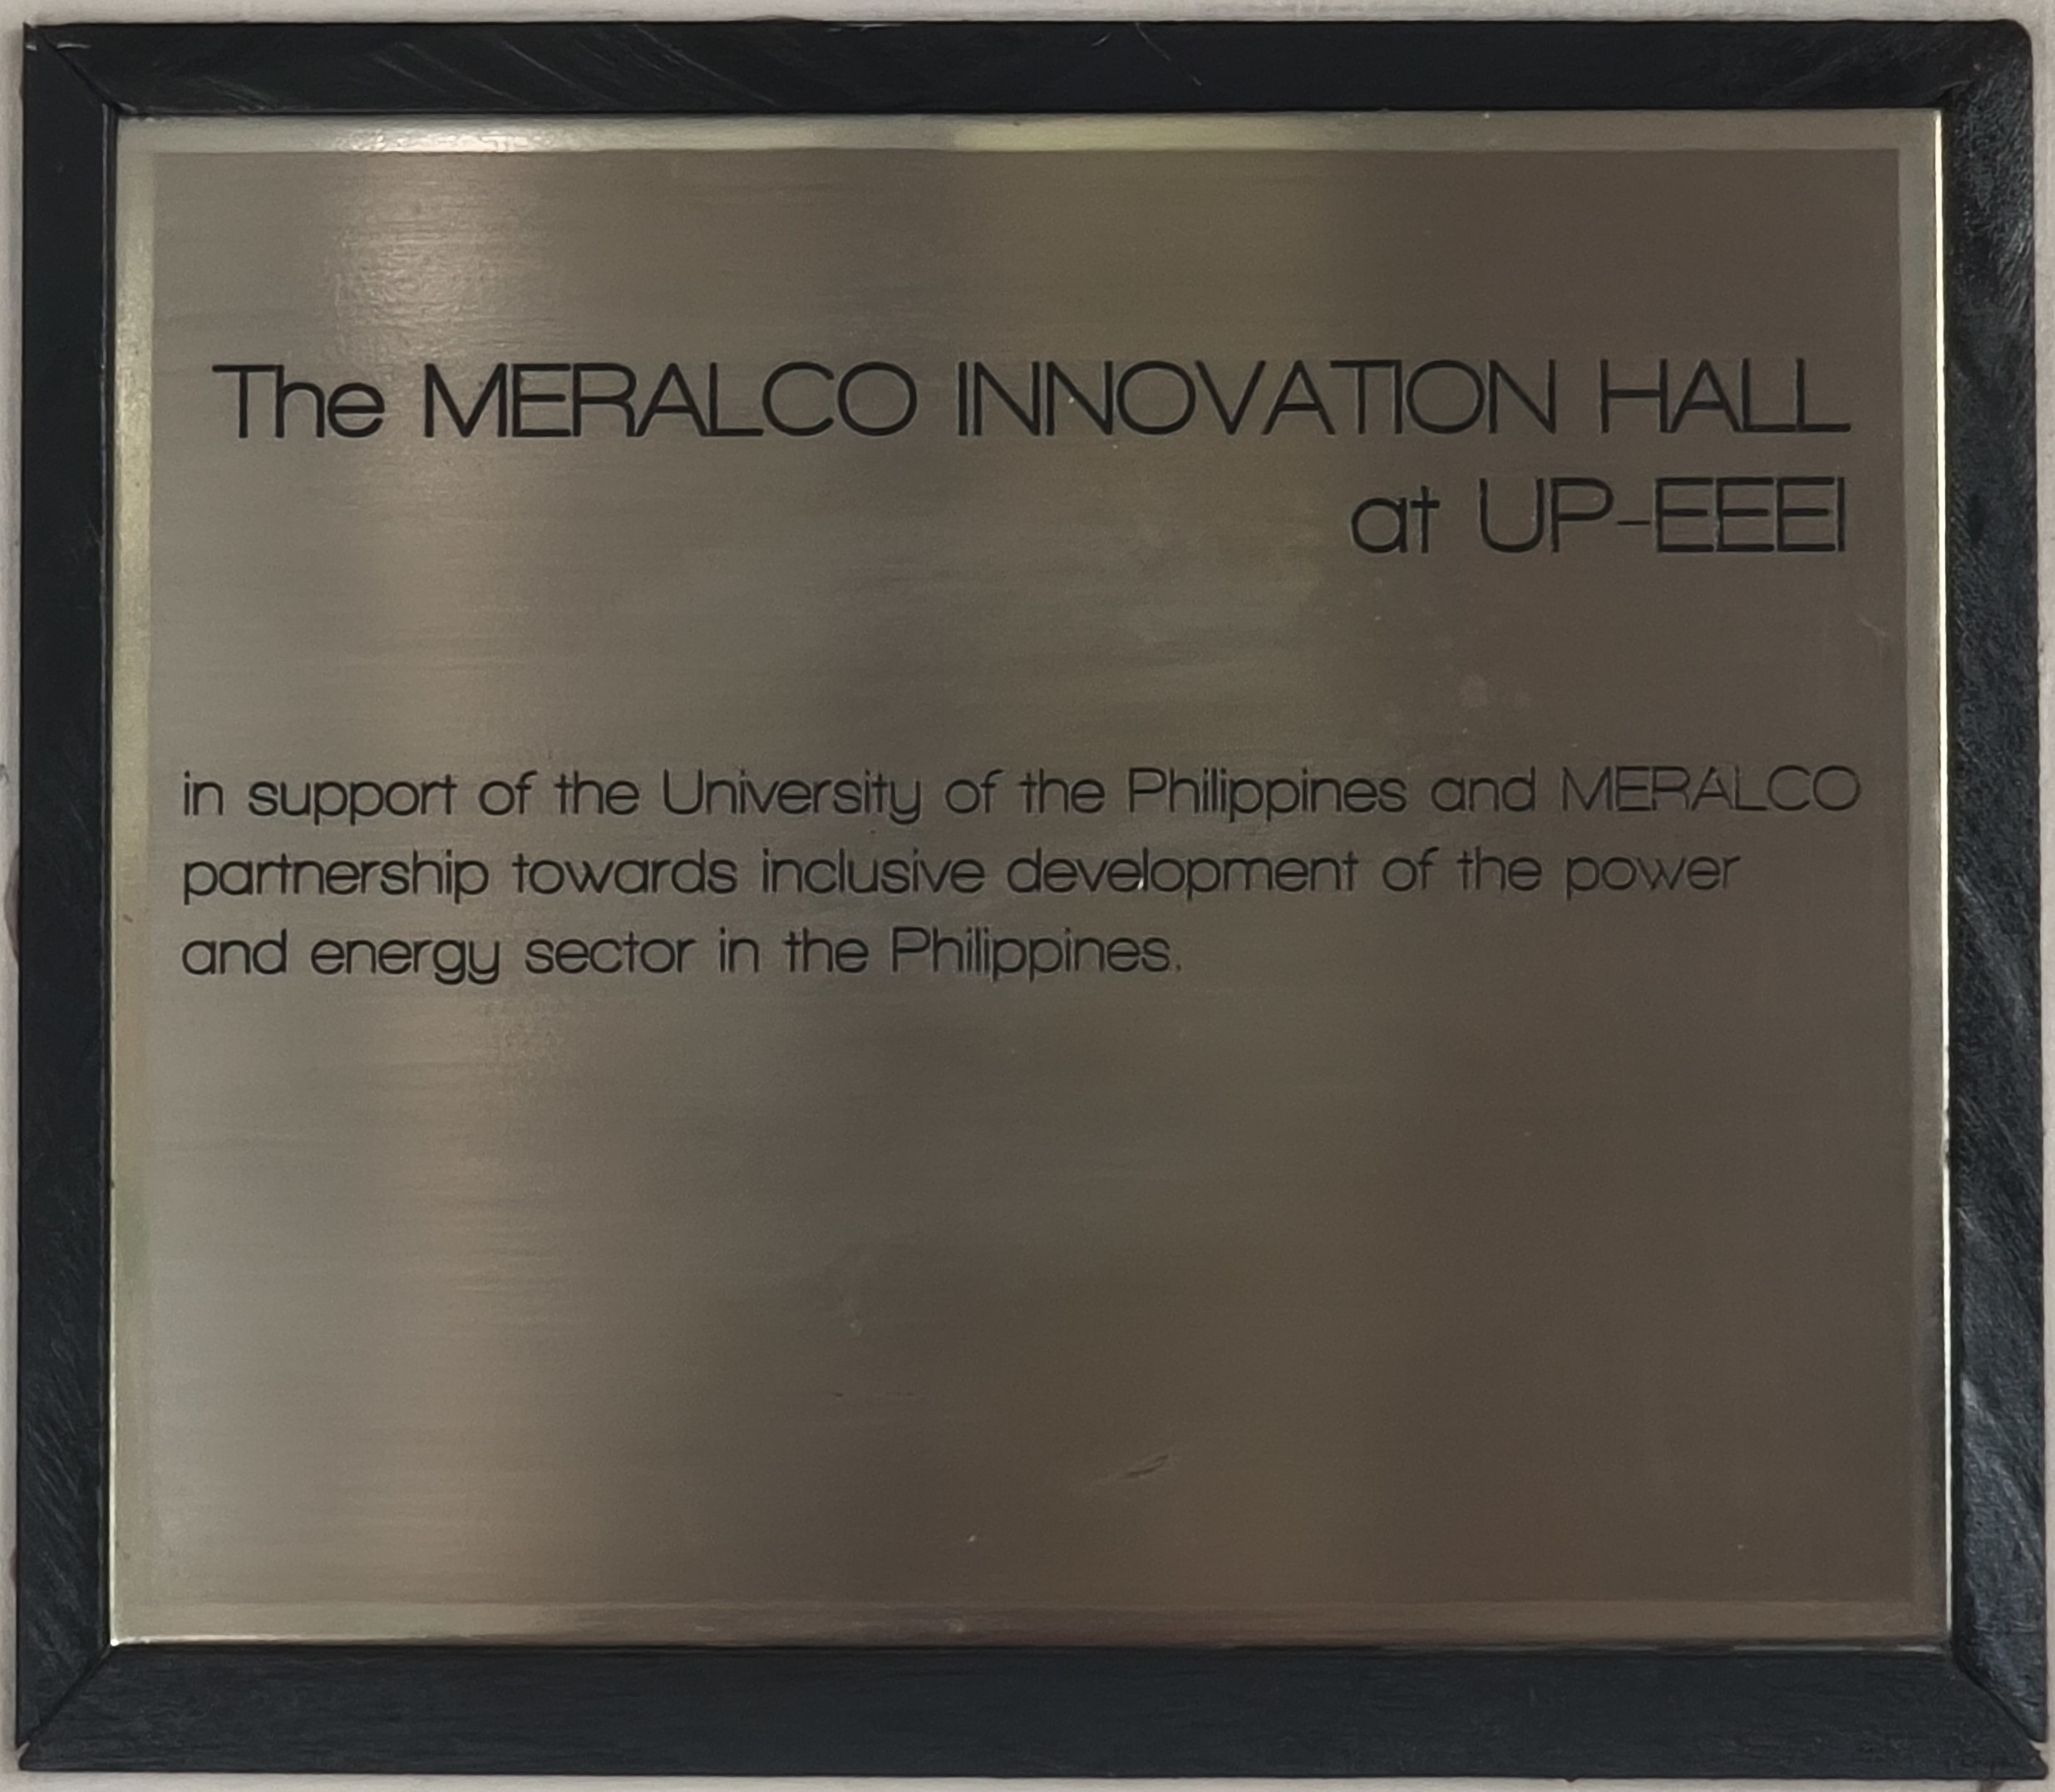 The MERALCO INNOVATION HALL
at UP-EEEI
in support of the University of the Philippines and MERALCO
partnership towards inclusive development of the power
and energy sector in the Philippines.